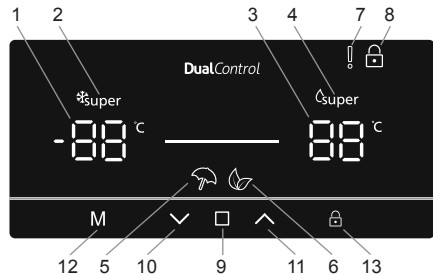 1 2 3 4 7 8
DualControl
super super
-88 °C 88 °C
M
12 5 10 9 11 6 13